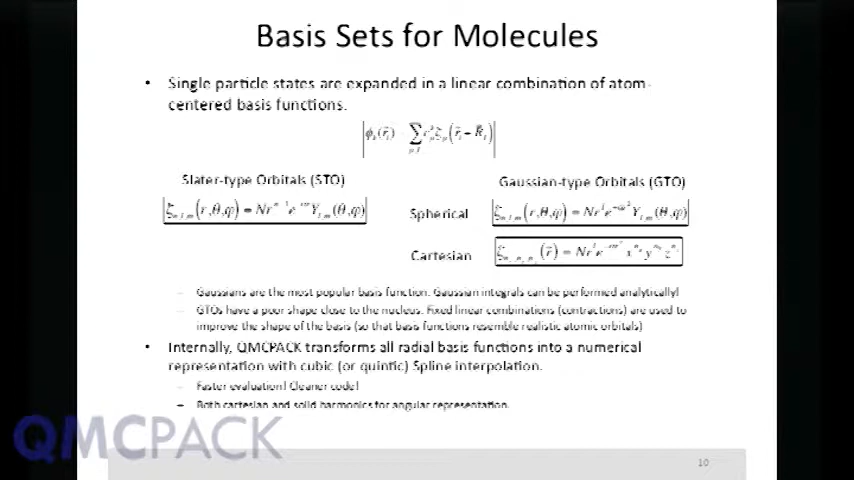 Basis Sets for Molecules
• Single particle states are expanded in a linear combination of atom-
centered basis functions.
Slater-type Orbitals (STO)
Gaussian-type Orbitals (GTO)
Spherical
Cartesian
– Gaussians are the most popular basis function. Gaussian integrals can be performed analytically!
– GTOs have a poor shape close to the nucleus. Fixed linear combinations (contractions) are used to
improve the shape of the basis (so that basis functions resemble realistic atomic orbitals)
• Internally, QMCPACK transforms all radial basis functions into a numerical
representation with cubic (or quintic) Spline interpolation.
– Faster evaluation! Cleaner code!
– Both cartesian and solid harmonics for angular representation.
QMCPACK
10